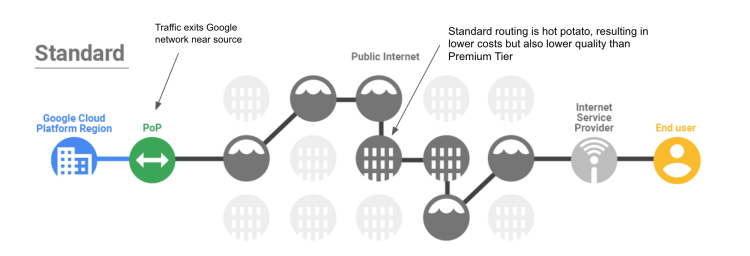 Traffic exits Google
network near source
Standard routing is hot potato, resulting in
lower costs but also lower quality than
Premium Tier
Standard
Public Internet
Google Cloud
Platform Region
PoP
Internet
Service
Provider
End user